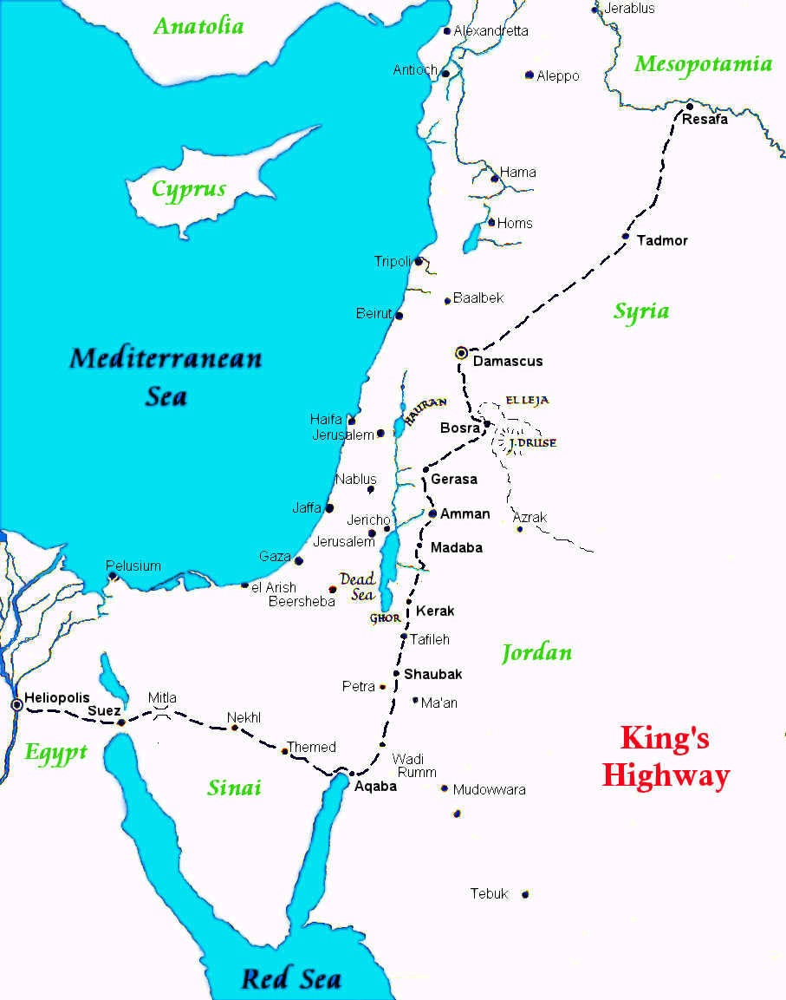 Anatolia
Jerablus
Alexandretta
Mesopotamia
Antioch
Aleppo
Resafa
Hama
Cyprus
Homs
Tadmor
Tripoli
Baalbek
Syria
Beirut
Mediterranean
Sea
Damascus
HAURAN
EL LEJA
Haifa
Jerusalem
Bosra
J.DRUSE
Nablus
Gerasa
Jaffa
Jericho
Amman
Azrak
Jerusalem
Madaba
Gaza
Pelusium
Dead
Sea
el Arish
Beersheba
Kerak
GHOR
Tafileh
Jordan
Shaubak
Petra
Ma'an
Heliopolis
Suez
Mitla
Nekhl
King's
Highway
Egypt
Themed
Wadi
Rumm
Sinai
Aqaba
Mudowwara
Tebuk
Red Sea